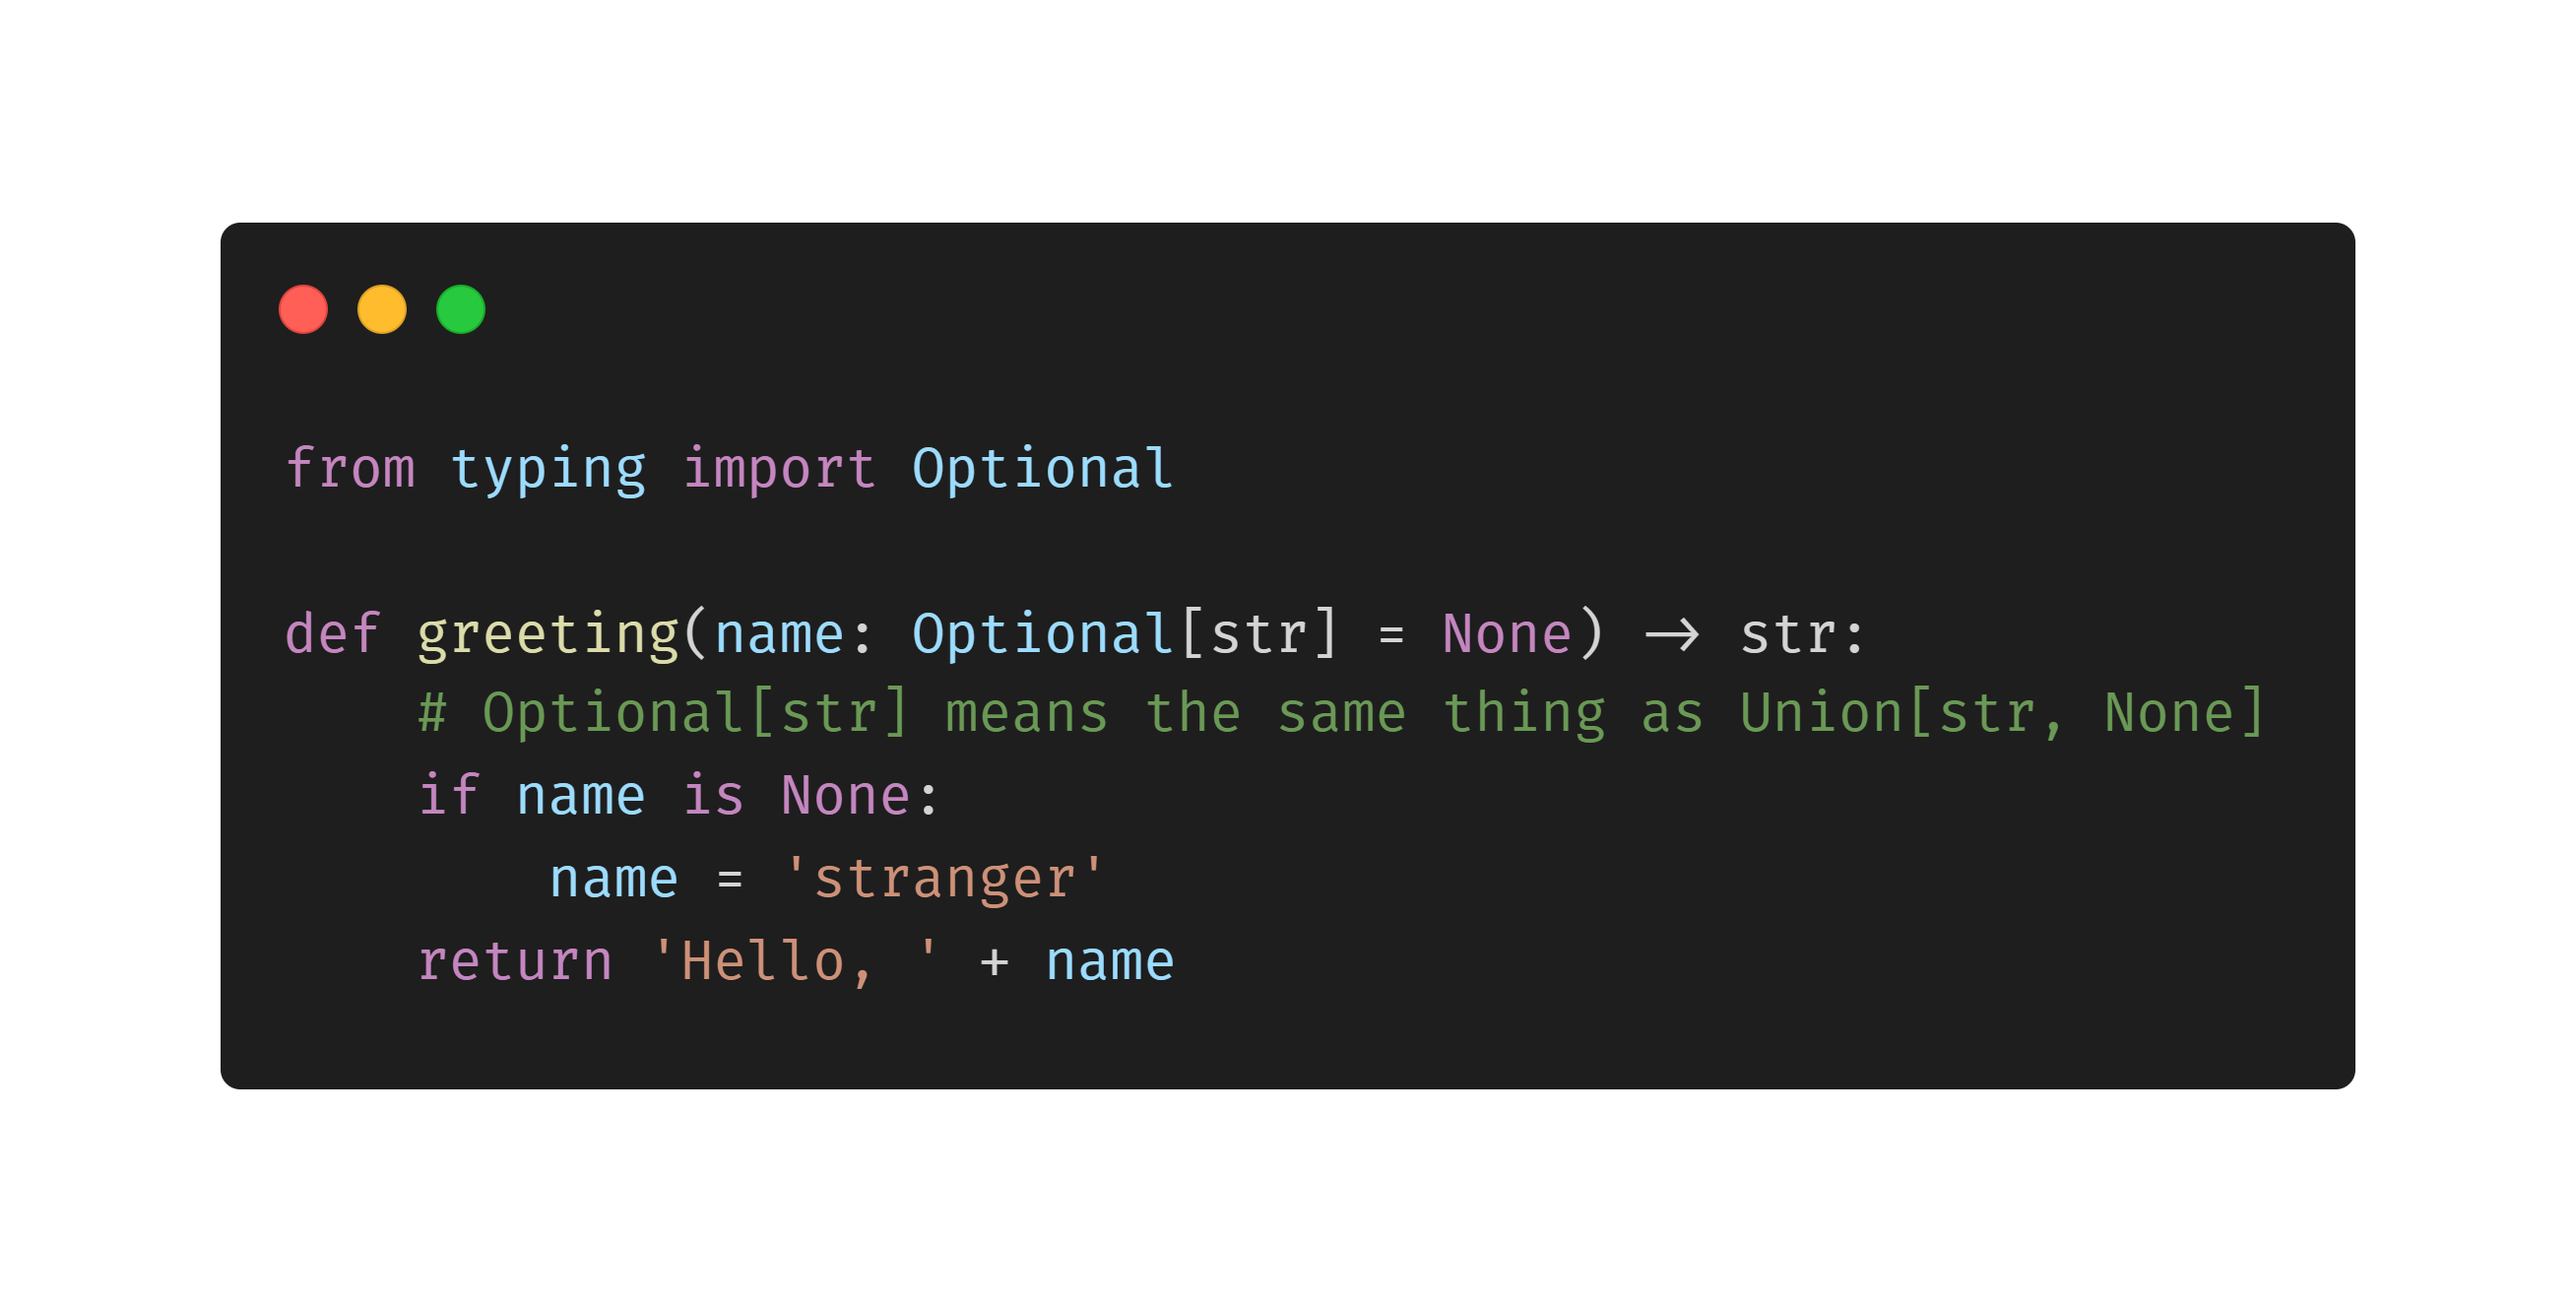 from typing import Optional
def greeting(name: Optional[str] = None) -> str:
    # Optional[str] means the same thing as Union[str, None]
    if name is None:
        name = 'stranger'
    return 'Hello, ' + name